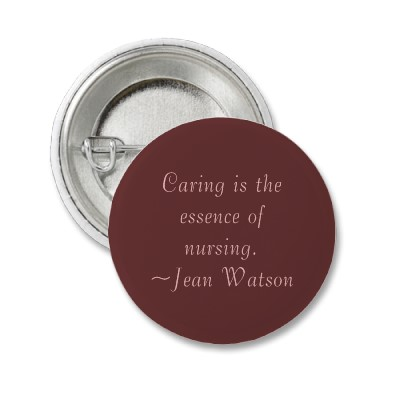 Caring is the
essence of
nursing.
~Jean Watson